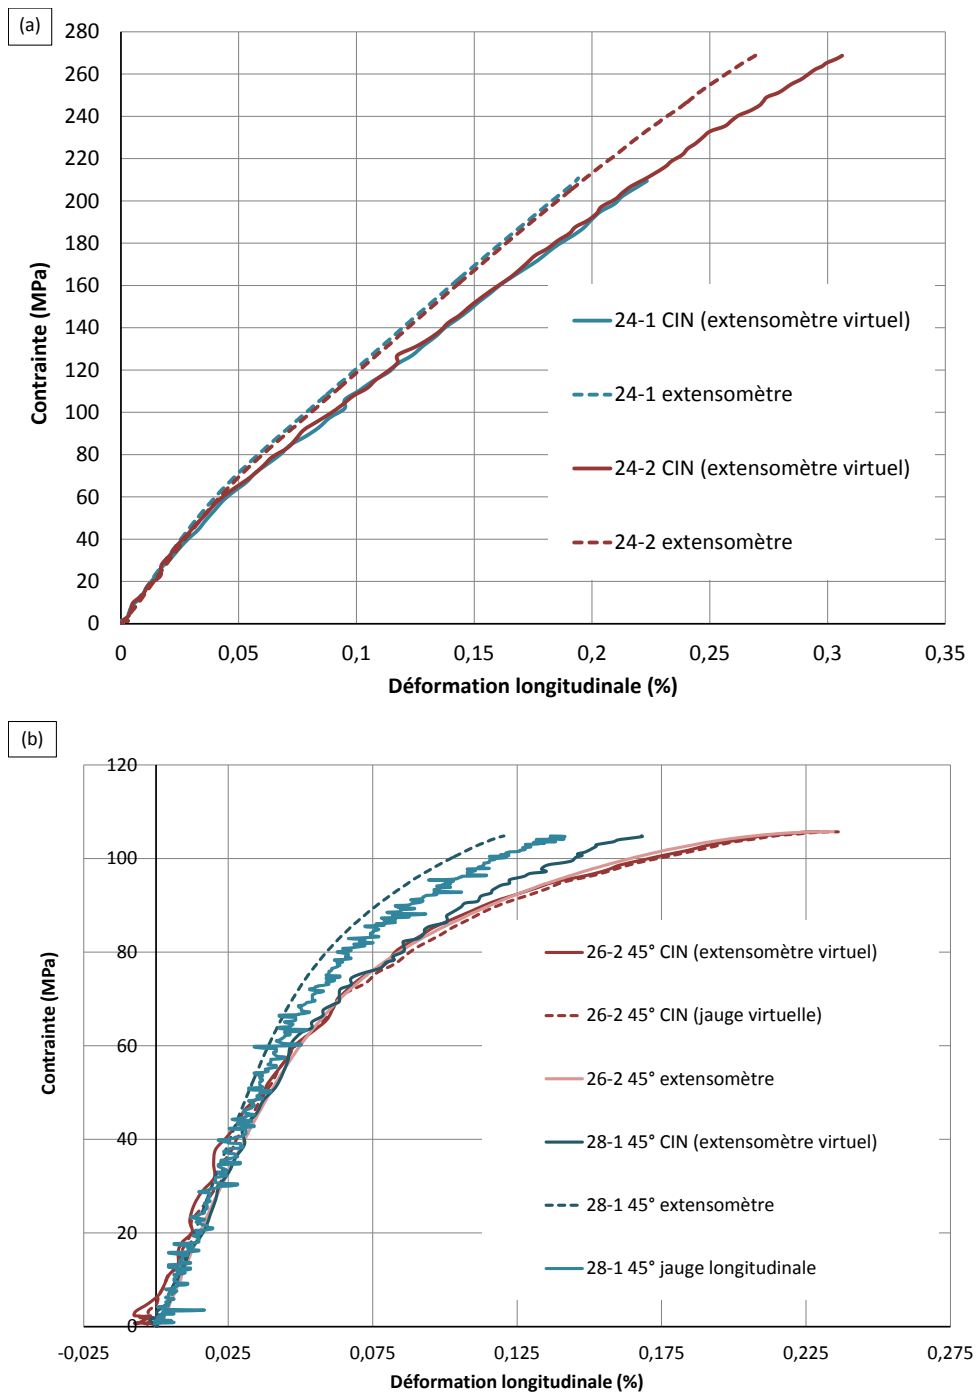 (a)
280
260
240
220
200
180
160
140
120
100
80
60
40
20
0
Contrainte (MPa)
24-1 CIN (extensomètre virtuel)
24-1 extensomètre
24-2 CIN (extensomètre virtuel)
24-2 extensomètre
0 0,05 0,1 0,15 0,2 0,25 0,3 0,35
Déformation longitudinale (%)
(b)
120
100
80
60
40
20
0
Contrainte (MPa)
26-2 45° CIN (extensomètre virtuel)
26-2 45° CIN (jauge virtuelle)
26-2 45° extensomètre
28-1 45° CIN (extensomètre virtuel)
28-1 45° extensomètre
28-1 45° jauge longitudinale
-0,025 0,025 0,075 0,125 0,175 0,225 0,275
Déformation longitudinale (%)